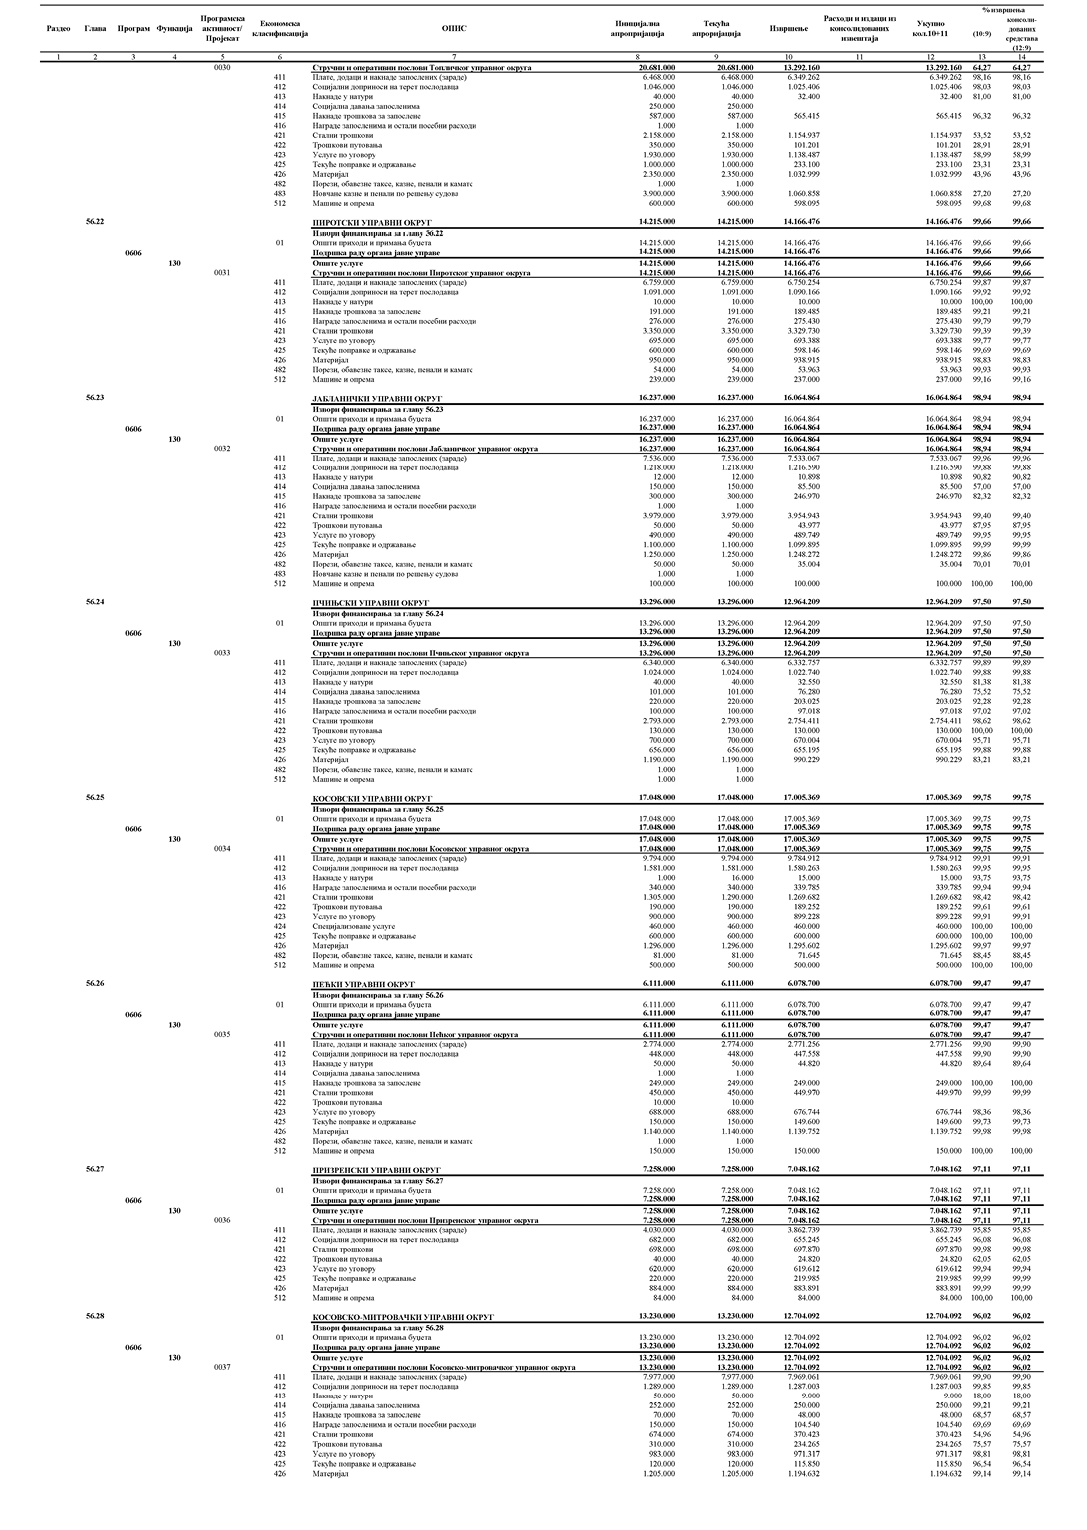 Раздео Глава Програм Функција Програмска активност/ Пројекат Економска класификација ОПИС Иницијална апропријација Текућа апроријација Извршење Расходи и издаци из консолидованих извештаја Укупно кол.10+11 % извршења (10:9) консоли-дованих средстава (12:9)
1 2 3 4 5 6 7 8 9 10 11 12 13 14
0030 Стручни и оперативни послови Топличког управног округа 20.681.000 20.681.000 13.292.160 13.292.160 64,27 64,27
411 Плате, додаци и накнаде запослених (зараде) 6.468.000 6.468.000 6.349.262 6.349.262 98,16 98,16
412 Социјални доприноси на терет послодавца 1.046.000 1.046.000 1.025.406 1.025.406 98,03 98,03
413 Накнаде у натури 40.000 40.000 32.400 32.400 81,00 81,00
414 Социјална давања запосленима 250.000 250.000
415 Накнаде трошкова за запослене 587.000 587.000 565.415 565.415 96,32 96,32
416 Награде запосленима и остали посебни расходи 1.000 1.000
421 Стални трошкови 2.158.000 2.158.000 1.154.937 1.154.937 53,52 53,52
422 Трошкови путовања 350.000 350.000 101.201 101.201 28,91 28,91
423 Услуге по уговору 1.930.000 1.930.000 1.138.487 1.138.487 58,99 58,99
425 Текуће поправке и одржавање 1.000.000 1.000.000 233.100 233.100 23,31 23,31
426 Материјал 2.350.000 2.350.000 1.032.999 1.032.999 43,96 43,96
482 Порези, обавезне таксе, казне, пенали и камате 1.000 1.000
483 Новчане казне и пенали по решењу судова 3.900.000 3.900.000 1.060.858 1.060.858 27,20 27,20
512 Машине и опрема 600.000 600.000 598.095 598.095 99,68 99,68
56.22 ПИРОТСКИ УПРАВНИ ОКРУГ 14.215.000 14.215.000 14.166.476 14.166.476 99,66 99,66
Извори финансирања за главу 56.22
01 Општи приходи и примања буџета 14.215.000 14.215.000 14.166.476 14.166.476 99,66 99,66
0606 Подршка раду органа јавне управе 14.215.000 14.215.000 14.166.476 14.166.476 99,66 99,66
130 Опште услуге 14.215.000 14.215.000 14.166.476 14.166.476 99,66 99,66
0031 Стручни и оперативни послови Пиротског управног округа 14.215.000 14.215.000 14.166.476 14.166.476 99,66 99,66
411 Плате, додаци и накнаде запослених (зараде) 6.759.000 6.759.000 6.750.254 6.750.254 99,87 99,87
412 Социјални доприноси на терет послодавца 1.091.000 1.091.000 1.090.166 1.090.166 99,92 99,92
413 Накнаде у натури 10.000 10.000 10.000 10.000 100,00 100,00
415 Накнаде трошкова за запослене 191.000 191.000 189.485 189.485 99,21 99,21
416 Награде запосленима и остали посебни расходи 276.000 276.000 275.430 275.430 99,79 99,79
421 Стални трошкови 3.350.000 3.350.000 3.329.730 3.329.730 99,39 99,39
423 Услуге по уговору 695.000 695.000 693.388 693.388 99,77 99,77
425 Текуће поправке и одржавање 600.000 600.000 598.146 598.146 99,69 99,69
426 Материјал 950.000 950.000 938.915 938.915 98,83 98,83
482 Порези, обавезне таксе, казне, пенали и камате 54.000 54.000 53.963 53.963 99,93 99,93
512 Машине и опрема 239.000 239.000 237.000 237.000 99,16 99,16
56.23 ЈАБЛАНИЧКИ УПРАВНИ ОКРУГ 16.237.000 16.237.000 16.064.864 16.064.864 98,94 98,94
Извори финансирања за главу 56.23
01 Општи приходи и примања буџета 16.237.000 16.237.000 16.064.864 16.064.864 98,94 98,94
0606 Подршка раду органа јавне управе 16.237.000 16.237.000 16.064.864 16.064.864 98,94 98,94
130 Опште услуге 16.237.000 16.237.000 16.064.864 16.064.864 98,94 98,94
0032 Стручни и оперативни послови Јабланичког управног округа 16.237.000 16.237.000 16.064.864 16.064.864 98,94 98,94
411 Плате, додаци и накнаде запослених (зараде) 7.536.000 7.536.000 7.533.067 7.533.067 99,96 99,96
412 Социјални доприноси на терет послодавца 1.218.000 1.218.000 1.216.590 1.216.590 99,88 99,88
413 Накнаде у натури 12.000 12.000 10.898 10.898 90,82 90,82
414 Социјална давања запосленима 150.000 150.000 85.500 85.500 57,00 57,00
415 Накнаде трошкова за запослене 300.000 300.000 246.970 246.970 82,32 82,32
416 Награде запосленима и остали посебни расходи 1.000 1.000
421 Стални трошкови 3.979.000 3.979.000 3.954.943 3.954.943 99,40 99,40
422 Трошкови путовања 50.000 50.000 43.977 43.977 87,95 87,95
423 Услуге по уговору 490.000 490.000 489.749 489.749 99,95 99,95
425 Текуће поправке и одржавање 1.100.000 1.100.000 1.099.895 1.099.895 99,99 99,99
426 Материјал 1.250.000 1.250.000 1.248.272 1.248.272 99,86 99,86
482 Порези, обавезне таксе, казне, пенали и камате 50.000 50.000 35.004 35.004 70,01 70,01
483 Новчане казне и пенали по решењу судова 1.000 1.000
512 Машине и опрема 100.000 100.000 100.000 100.000 100,00 100,00
56.24 ПЧИЊСКИ УПРАВНИ ОКРУГ 13.296.000 13.296.000 12.964.209 12.964.209 97,50 97,50
Извори финансирања за главу 56.24
01 Општи приходи и примања буџета 13.296.000 13.296.000 12.964.209 12.964.209 97,50 97,50
0606 Подршка раду органа јавне управе 13.296.000 13.296.000 12.964.209 12.964.209 97,50 97,50
130 Опште услуге 13.296.000 13.296.000 12.964.209 12.964.209 97,50 97,50
0033 Стручни и оперативни послови Пчињског управног округа 13.296.000 13.296.000 12.964.209 12.964.209 97,50 97,50
411 Плате, додаци и накнаде запослених (зараде) 6.340.000 6.340.000 6.332.757 6.332.757 99,89 99,89
412 Социјални доприноси на терет послодавца 1.024.000 1.024.000 1.022.740 1.022.740 99,88 99,88
413 Накнаде у натури 40.000 40.000 32.550 32.550 81,38 81,38
414 Социјална давања запосленима 101.000 101.000 76.280 76.280 75,52 75,52
415 Накнаде трошкова за запослене 220.000 220.000 203.025 203.025 92,28 92,28
416 Награде запосленима и остали посебни расходи 100.000 100.000 97.018 97.018 97,02 97,02
421 Стални трошкови 2.793.000 2.793.000 2.754.411 2.754.411 98,62 98,62
422 Трошкови путовања 130.000 130.000 130.000 130.000 100,00 100,00
423 Услуге по уговору 700.000 700.000 670.004 670.004 95,71 95,71
425 Текуће поправке и одржавање 656.000 656.000 655.195 655.195 99,88 99,88
426 Материјал 1.190.000 1.190.000 990.229 990.229 83,21 83,21
482 Порези, обавезне таксе, казне, пенали и камате 1.000 1.000
512 Машине и опрема 1.000 1.000
56.25 КОСОВСКИ УПРАВНИ ОКРУГ 17.048.000 17.048.000 17.005.369 17.005.369 99,75 99,75
Извори финансирања за главу 56.25
01 Општи приходи и примања буџета 17.048.000 17.048.000 17.005.369 17.005.369 99,75 99,75
0606 Подршка раду органа јавне управе 17.048.000 17.048.000 17.005.369 17.005.369 99,75 99,75
130 Опште услуге 17.048.000 17.048.000 17.005.369 17.005.369 99,75 99,75
0034 Стручни и оперативни послови Косовског управног округа 17.048.000 17.048.000 17.005.369 17.005.369 99,75 99,75
411 Плате, додаци и накнаде запослених (зараде) 9.794.000 9.794.000 9.784.912 9.784.912 99,91 99,91
412 Социјални доприноси на терет послодавца 1.581.000 1.581.000 1.580.263 1.580.263 99,95 99,95
413 Накнаде у натури 1.000 16.000 15.000 15.000 93,75 93,75
416 Награде запосленима и остали посебни расходи 340.000 340.000 339.785 339.785 99,94 99,94
421 Стални трошкови 1.305.000 1.290.000 1.269.682 1.269.682 98,42 98,42
422 Трошкови путовања 190.000 190.000 189.252 189.252 99,61 99,61
423 Услуге по уговору 900.000 900.000 899.228 899.228 99,91 99,91
424 Специјализоване услуге 460.000 460.000 460.000 460.000 100,00 100,00
425 Текуће поправке и одржавање 600.000 600.000 600.000 600.000 100,00 100,00
426 Материјал 1.296.000 1.296.000 1.295.602 1.295.602 99,97 99,97
482 Порези, обавезне таксе, казне, пенали и камате 81.000 81.000 71.645 71.645 88,45 88,45
512 Машине и опрема 500.000 500.000 500.000 500.000 100,00 100,00
56.26 ПЕЋКИ УПРАВНИ ОКРУГ 6.111.000 6.111.000 6.078.700 6.078.700 99,47 99,47
Извори финансирања за главу 56.26
01 Општи приходи и примања буџета 6.111.000 6.111.000 6.078.700 6.078.700 99,47 99,47
0606 Подршка раду органа јавне управе 6.111.000 6.111.000 6.078.700 6.078.700 99,47 99,47
130 Опште услуге 6.111.000 6.111.000 6.078.700 6.078.700 99,47 99,47
0035 Стручни и оперативни послови Пећког управног округа 6.111.000 6.111.000 6.078.700 6.078.700 99,47 99,47
411 Плате, додаци и накнаде запослених (зараде) 2.774.000 2.774.000 2.771.256 2.771.256 99,90 99,90
412 Социјални доприноси на терет послодавца 448.000 448.000 447.558 447.558 99,90 99,90
413 Накнаде у натури 50.000 50.000 44.820 44.820 89,64 89,64
414 Социјална давања запосленима 1.000 1.000
415 Накнаде трошкова за запослене 249.000 249.000 249.000 249.000 100,00 100,00
421 Стални трошкови 450.000 450.000 449.970 449.970 99,99 99,99
422 Трошкови путовања 10.000 10.000
423 Услуге по уговору 688.000 688.000 676.744 676.744 98,36 98,36
425 Текуће поправке и одржавање 150.000 150.000 149.600 149.600 99,73 99,73
426 Материјал 1.140.000 1.140.000 1.139.752 1.139.752 99,98 99,98
482 Порези, обавезне таксе, казне, пенали и камате 1.000 1.000
512 Машине и опрема 150.000 150.000 150.000 150.000 100,00 100,00
56.27 ПРИЗРЕНСКИ УПРАВНИ ОКРУГ 7.258.000 7.258.000 7.048.162 7.048.162 97,11 97,11
Извори финансирања за главу 56.27
01 Општи приходи и примања буџета 7.258.000 7.258.000 7.048.162 7.048.162 97,11 97,11
0606 Подршка раду органа јавне управе 7.258.000 7.258.000 7.048.162 7.048.162 97,11 97,11
130 Опште услуге 7.258.000 7.258.000 7.048.162 7.048.162 97,11 97,11
0036 Стручни и оперативни послови Призренског управног округа 7.258.000 7.258.000 7.048.162 7.048.162 97,11 97,11
411 Плате, додаци и накнаде запослених (зараде) 4.030.000 4.030.000 3.862.739 3.862.739 95,85 95,85
412 Социјални доприноси на терет послодавца 682.000 682.000 655.245 655.245 96,08 96,08
421 Стални трошкови 698.000 698.000 697.870 697.870 99,98 99,98
422 Трошкови путовања 40.000 40.000 24.820 24.820 62,05 62,05
423 Услуге по уговору 620.000 620.000 619.612 619.612 99,94 99,94
425 Текуће поправке и одржавање 220.000 220.000 219.985 219.985 99,99 99,99
426 Материјал 884.000 884.000 883.891 883.891 99,99 99,99
512 Машине и опрема 84.000 84.000 84.000 84.000 100,00 100,00
56.28 КОСОВСКО-МИТРОВАЧКИ УПРАВНИ ОКРУГ 13.230.000 13.230.000 12.704.092 12.704.092 96,02 96,02
Извори финансирања за главу 56.28
01 Општи приходи и примања буџета 13.230.000 13.230.000 12.704.092 12.704.092 96,02 96,02
0606 Подршка раду органа јавне управе 13.230.000 13.230.000 12.704.092 12.704.092 96,02 96,02
130 Опште услуге 13.230.000 13.230.000 12.704.092 12.704.092 96,02 96,02
0037 Стручни и оперативни послови Косовско-митровачког управног округа 13.230.000 13.230.000 12.704.092 12.704.092 96,02 96,02
411 Плате, додаци и накнаде запослених (зараде) 7.977.000 7.977.000 7.969.061 7.969.061 99,90 99,90
412 Социјални доприноси на терет послодавца 1.289.000 1.289.000 1.287.003 1.287.003 99,85 99,85
413 Накнаде у натури 50.000 50.000 9.000 9.000 18,00 18,00
414 Социјална давања запосленима 252.000 252.000 250.000 250.000 99,21 99,21
415 Накнаде трошкова за запослене 70.000 70.000 48.000 48.000 68,57 68,57
416 Награде запосленима и остали посебни расходи 150.000 150.000 104.540 104.540 69,69 69,69
421 Стални трошкови 674.000 674.000 370.423 370.423 54,96 54,96
422 Трошкови путовања 310.000 310.000 234.265 234.265 75,57 75,57
423 Услуге по уговору 983.000 983.000 971.317 971.317 98,81 98,81
425 Текуће поправке и одржавање 120.000 120.000 115.850 115.850 96,54 96,54
426 Материјал 1.205.000 1.205.000 1.194.632 1.194.632 99,14 99,14